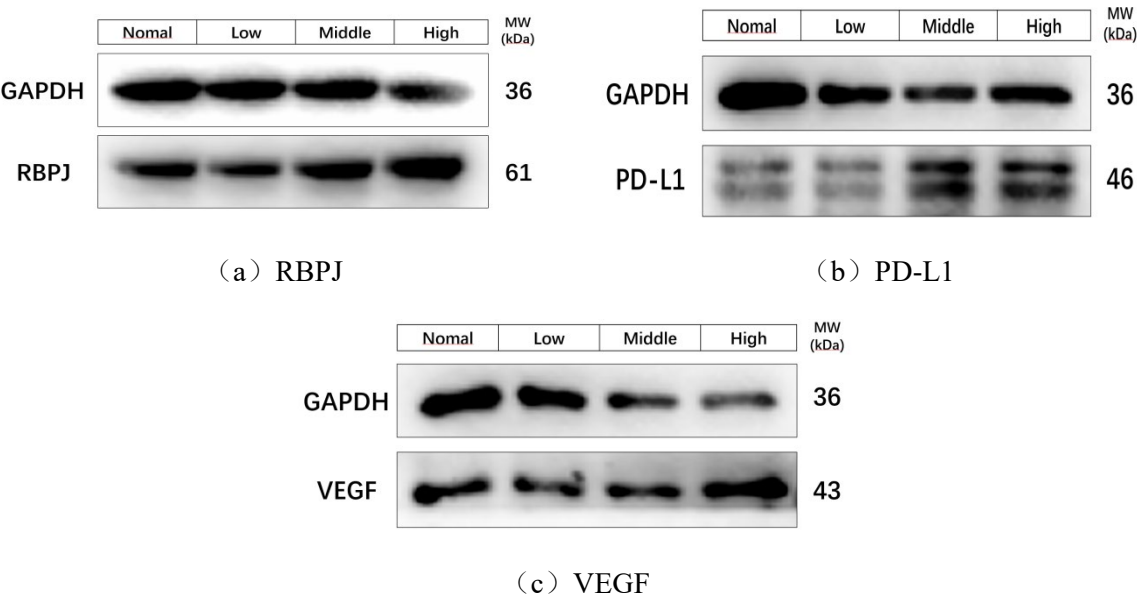 Nomal Low Middle High MW (kDa)
GAPDH 36
RBPJ 61
（a）RBPJ
Nomal Low Middle High MW (kDa)
GAPDH 36
PD-L1 46
（b）PD-L1
Nomal Low Middle High MW (kDa)
GAPDH 36
VEGF 43
（c）VEGF